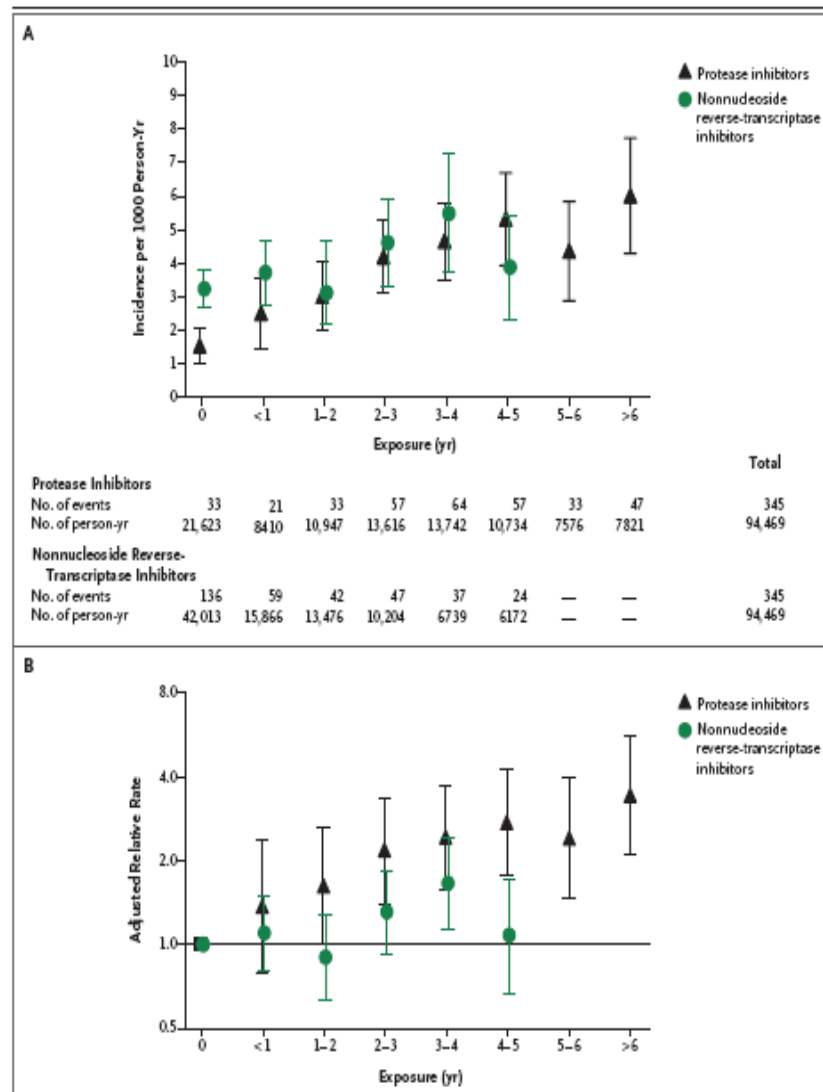 A
10
9
8
7
6
5
4
3
2
1
0
Incidence per 1000 Person-Yr
0 <1 1–2 2–3 3–4 4–5 5–6 >6
Exposure (yr)
Protease inhibitors
Nonnucleoside
reverse-transcriptase
inhibitors
Total
Protease Inhibitors
No. of events 33 21 33 57 64 57 33 47 345
No. of person-yr 21,623 8410 10,947 13,616 13,742 10,734 7576 7821 94,469
Nonnucleoside Reverse-
Transcriptase Inhibitors
No. of events 136 59 42 47 37 24 — — 345
No. of person-yr 42,013 15,866 13,476 10,204 6739 6172 — — 94,469
B
8.0
4.0
2.0
1.0
0.5
Adjusted Relative Rate
0 <1 1–2 2–3 3–4 4–5 5–6 >6
Exposure (yr)
Protease inhibitors
Nonnucleoside
reverse-transcriptase
inhibitors